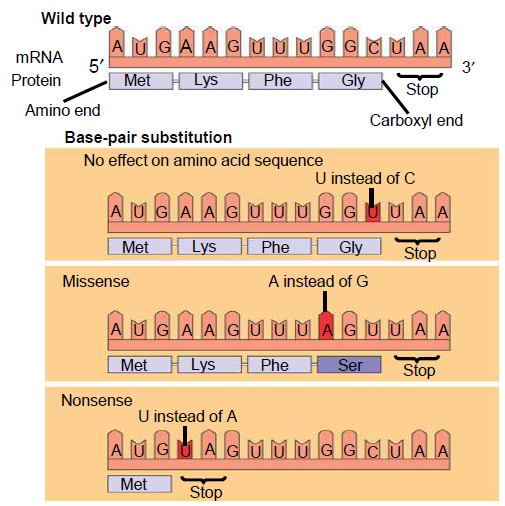 Wild type
A U G A A G U U U G G C U A A
mRNA
5′ 3′
Protein Met Lys Phe Gly Stop
Amino end
Carboxyl end
Base-pair substitution
No effect on amino acid sequence
U instead of C
A U G A A G U U U G G U U A A
Met Lys Phe Gly Stop
Missense A instead of G
A U G A A G U U U A G U U A A
Met Lys Phe Ser Stop
Nonsense
U instead of A
A U G U A G U U U G G C U A A
Met Stop